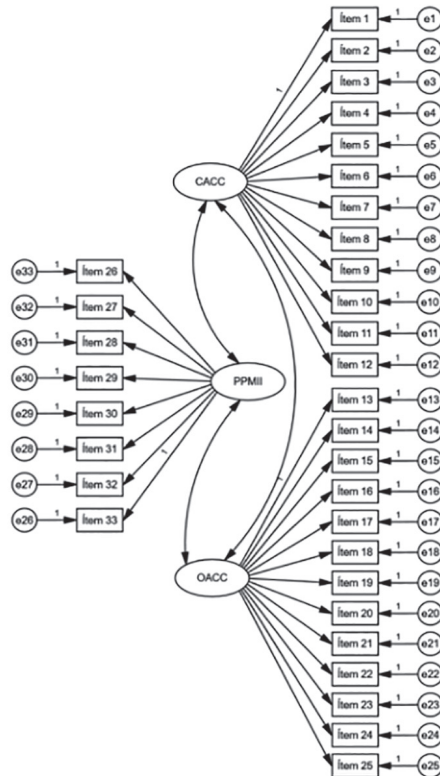 Ítem 1 1 e1
Ítem 2 1 e2
Ítem 3 1 e3
1
Ítem 4 1 e4
Ítem 5 1 e5
CACC
Ítem 6 1 e6
Ítem 7 1 e7
Ítem 8 1 e8
Ítem 9 1 e9
Ítem 10 1 e10
Ítem 11 1 e11
Ítem 12 1 e12
e33 1 Ítem 26
e32 1 Ítem 27
e31 1 Ítem 28
e30 1 Ítem 29
e29 1 Ítem 30
e28 1 Ítem 31
e27 1 Ítem 32
e26 1 Ítem 33
1
PPMII
Ítem 13 1 e13
Ítem 14 1 e14
Ítem 15 1 e15
1
Ítem 16 1 e16
Ítem 17 1 e17
Ítem 18 1 e18
OACC
Ítem 19 1 e19
Ítem 20 1 e20
Ítem 21 1 e21
Ítem 22 1 e22
Ítem 23 1 e23
Ítem 24 1 e24
Ítem 25 1 e25